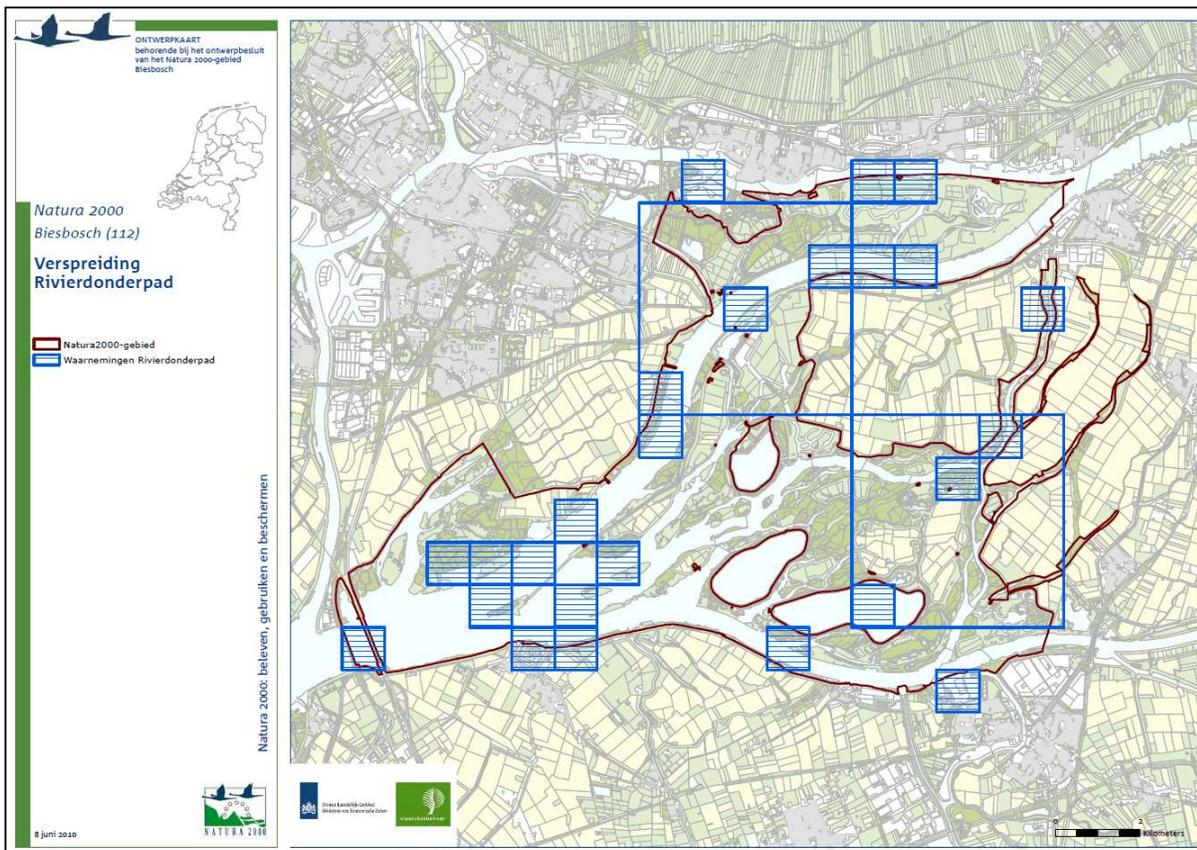 ONTWERPKAART
behorende bij het ontwerpbesluit
van het Natura 2000-gebied
Biesbosch
Natura 2000
Biesbosch (112)
Verspreiding
Rivierdonderpad
Natura2000-gebied
Waarnemingen Rivierdonderpad
Natura 2000: beleven, gebruiken en beschermen
NATURA 2000
8 juni 2010
staatsbosbeheer
0 2
Kilometers